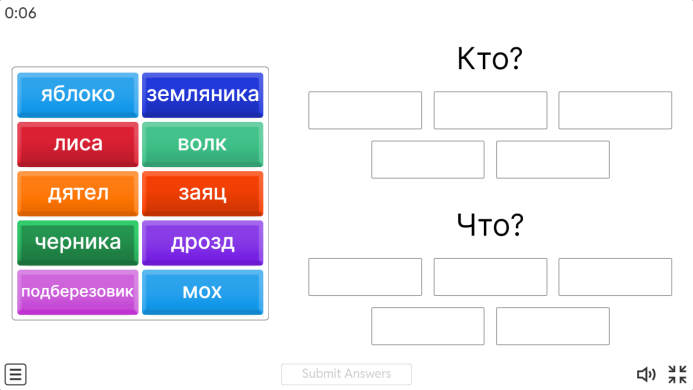 0:06
Кто?
яблоко
земляника
лиса
волк
дятел
заяц
Что?
черника
дрозд
подберезовик
мох
Submit Answers